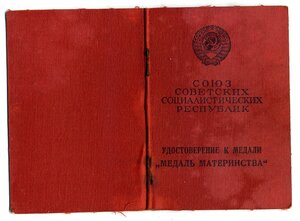 СОЮЗ
СОВЕТСКИХ
СОЦИАЛИСТИЧЕСКИХ
РЕСПУБЛИК
УДОСТОВЕРЕНИЕ К МЕДАЛИ
„МЕДАЛЬ МАТЕРИНСТВА“